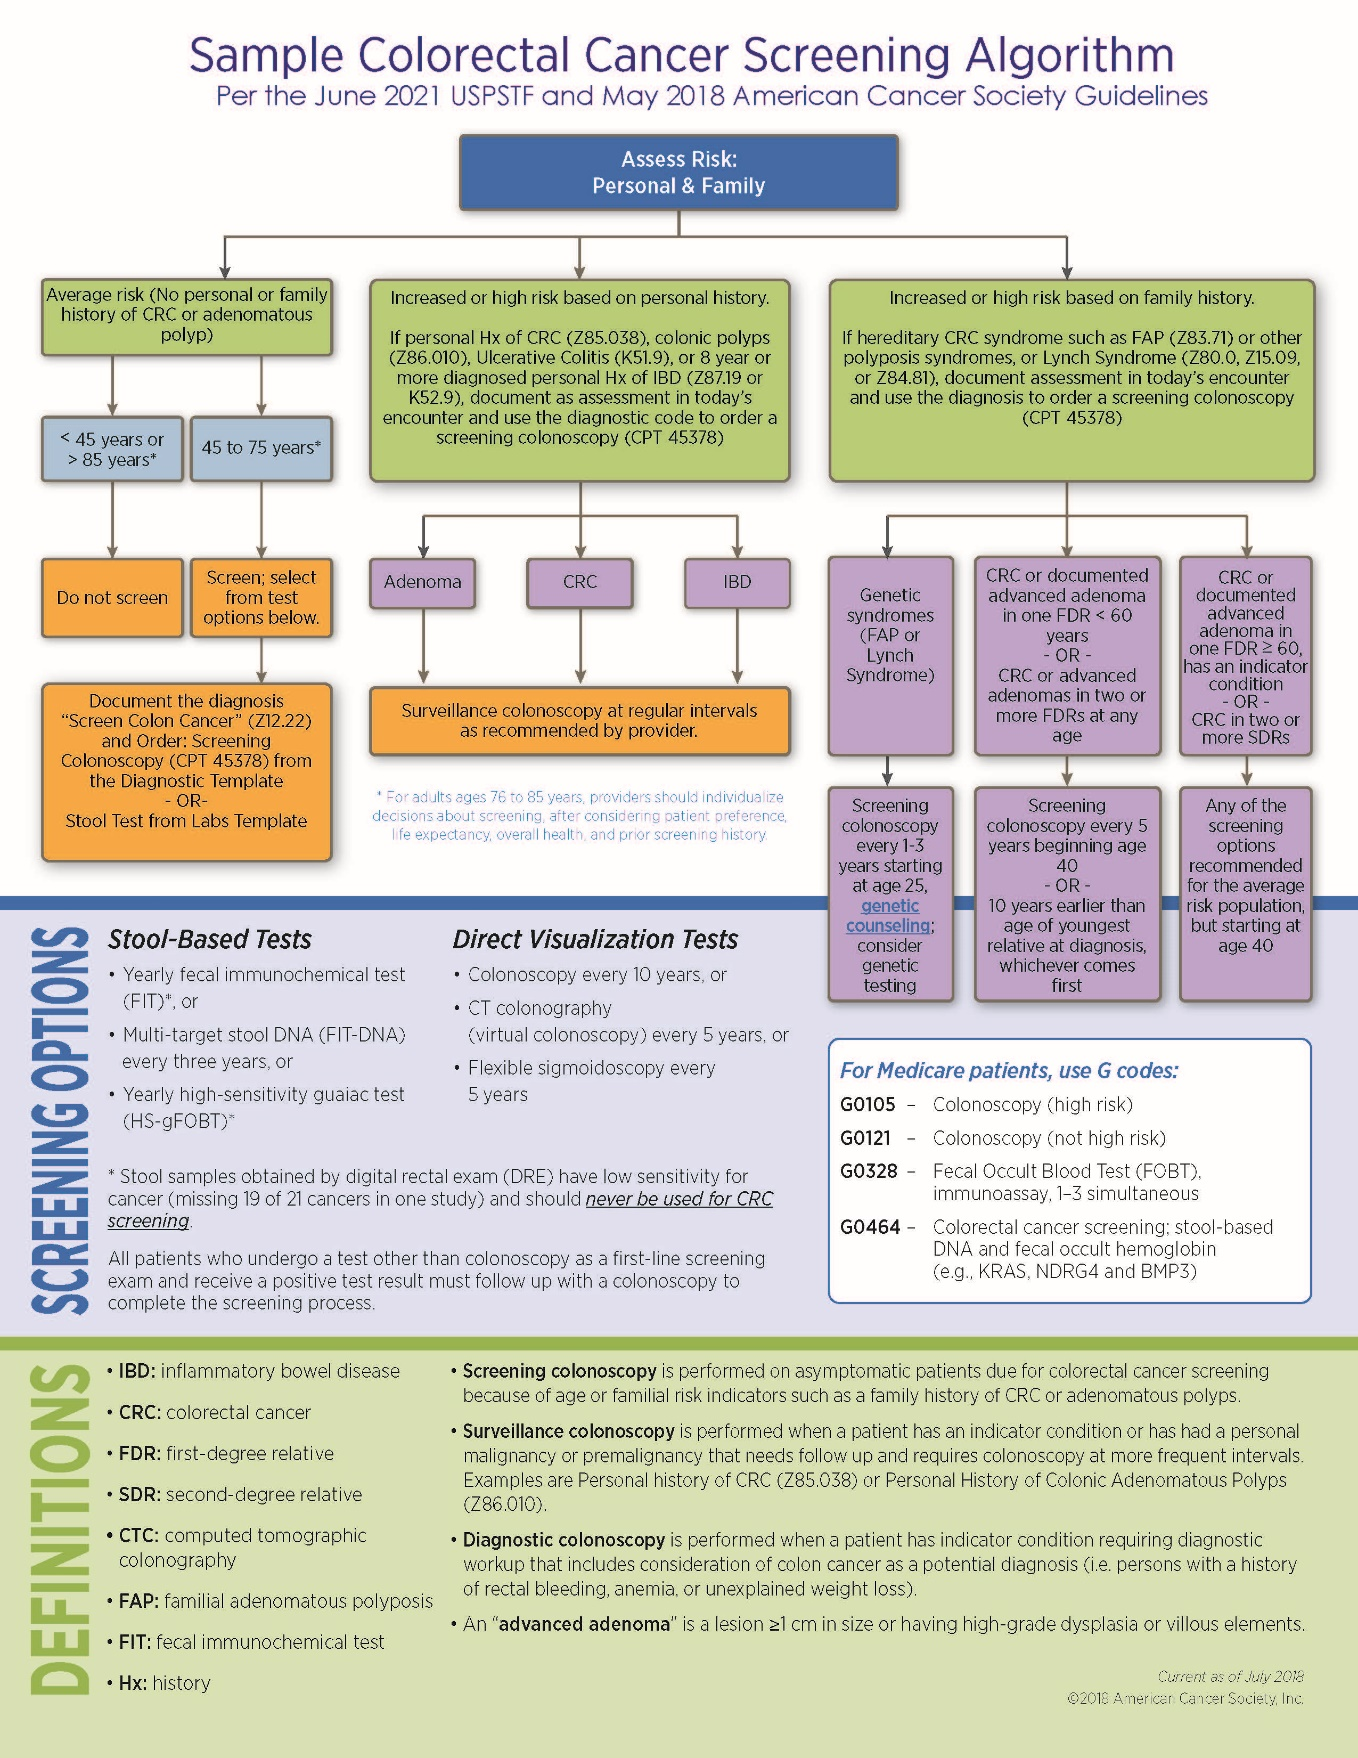 Sample Colorectal Cancer Screening Algorithm
Per the June 2021 USPSTF and May 2018 American Cancer Society Guidelines
Assess Risk:
Personal & Family
Average risk (No personal or family
history of CRC or adenomatous
polyp)
< 45 years or
> 85 years*
45 to 75 years*
Do not screen
Screen; select
from test
options below.
Document the diagnosis
“Screen Colon Cancer” (Z12.22)
and Order: Screening
Colonoscopy (CPT 45378) from
the Diagnostic Template
- OR-
Stool Test from Labs Template
Increased or high risk based on personal history.
If personal Hx of CRC (Z85.038), colonic polyps
(Z86.010), Ulcerative Colitis (K51.9), or 8 year or
more diagnosed personal Hx of IBD (Z87.19 or
K52.9), document as assessment in today’s
encounter and use the diagnostic code to order a
screening colonoscopy (CPT 45378)
Adenoma
CRC
IBD
Surveillance colonoscopy at regular intervals
as recommended by provider.
* For adults ages 76 to 85 years, providers should individualize
decisions about screening, after considering patient preference,
life expectancy, overall health, and prior screening history.
Increased or high risk based on family history.
If hereditary CRC syndrome such as FAP (Z83.71) or other
polyposis syndromes, or Lynch Syndrome (Z80.0, Z15.09,
or Z84.81), document assessment in today’s encounter
and use the diagnosis to order a screening colonoscopy
(CPT 45378)
Genetic
syndromes
(FAP or
Lynch
Syndrome)
CRC or documented
advanced adenoma
in one FDR < 60
years
- OR -
CRC or advanced
adenomas in two or
more FDRs at any
age
CRC or
documented
advanced
adenoma in
one FDR ≥ 60,
has an indicator
condition
- OR -
CRC in two or
more SDRs
Screening
colonoscopy
every 1-3
years starting
at age 25,
genetic
counseling;
consider
genetic
testing
Screening
colonoscopy every 5
years beginning age
40
- OR -
10 years earlier than
age of youngest
relative at diagnosis,
whichever comes
first
Any of the
screening
options
recommended
for the average
risk population,
but starting at
age 40
SCREENING OPTIONS
Stool-Based Tests
• Yearly fecal immunochemical test
(FIT)*, or
• Multi-target stool DNA (FIT-DNA)
every three years, or
• Yearly high-sensitivity guaiac test
(HS-gFOBT)*
Direct Visualization Tests
• Colonoscopy every 10 years, or
• CT colonography
(virtual colonoscopy) every 5 years, or
• Flexible sigmoidoscopy every
5 years
* Stool samples obtained by digital rectal exam (DRE) have low sensitivity for
cancer (missing 19 of 21 cancers in one study) and should never be used for CRC
screening.
All patients who undergo a test other than colonoscopy as a first-line screening
exam and receive a positive test result must follow up with a colonoscopy to
complete the screening process.
For Medicare patients, use G codes:
G0105 – Colonoscopy (high risk)
G0121 – Colonoscopy (not high risk)
G0328 – Fecal Occult Blood Test (FOBT),
immunoassay, 1–3 simultaneous
G0464 – Colorectal cancer screening; stool-based
DNA and fecal occult hemoglobin
(e.g., KRAS, NDRG4 and BMP3)
DEFINITIONS
• IBD: inflammatory bowel disease
• CRC: colorectal cancer
• FDR: first-degree relative
• SDR: second-degree relative
• CTC: computed tomographic
colonography
• FAP: familial adenomatous polyposis
• FIT: fecal immunochemical test
• Hx: history
• Screening colonoscopy is performed on asymptomatic patients due for colorectal cancer screening
because of age or familial risk indicators such as a family history of CRC or adenomatous polyps.
• Surveillance colonoscopy is performed when a patient has an indicator condition or has had a personal
malignancy or premalignancy that needs follow up and requires colonoscopy at more frequent intervals.
Examples are Personal history of CRC (Z85.038) or Personal History of Colonic Adenomatous Polyps
(Z86.010).
• Diagnostic colonoscopy is performed when a patient has indicator condition requiring diagnostic
workup that includes consideration of colon cancer as a potential diagnosis (i.e. persons with a history
of rectal bleeding, anemia, or unexplained weight loss).
• An “advanced adenoma” is a lesion ≥1 cm in size or having high-grade dysplasia or villous elements.
Current as of July 2018
©2018 American Cancer Society, Inc.